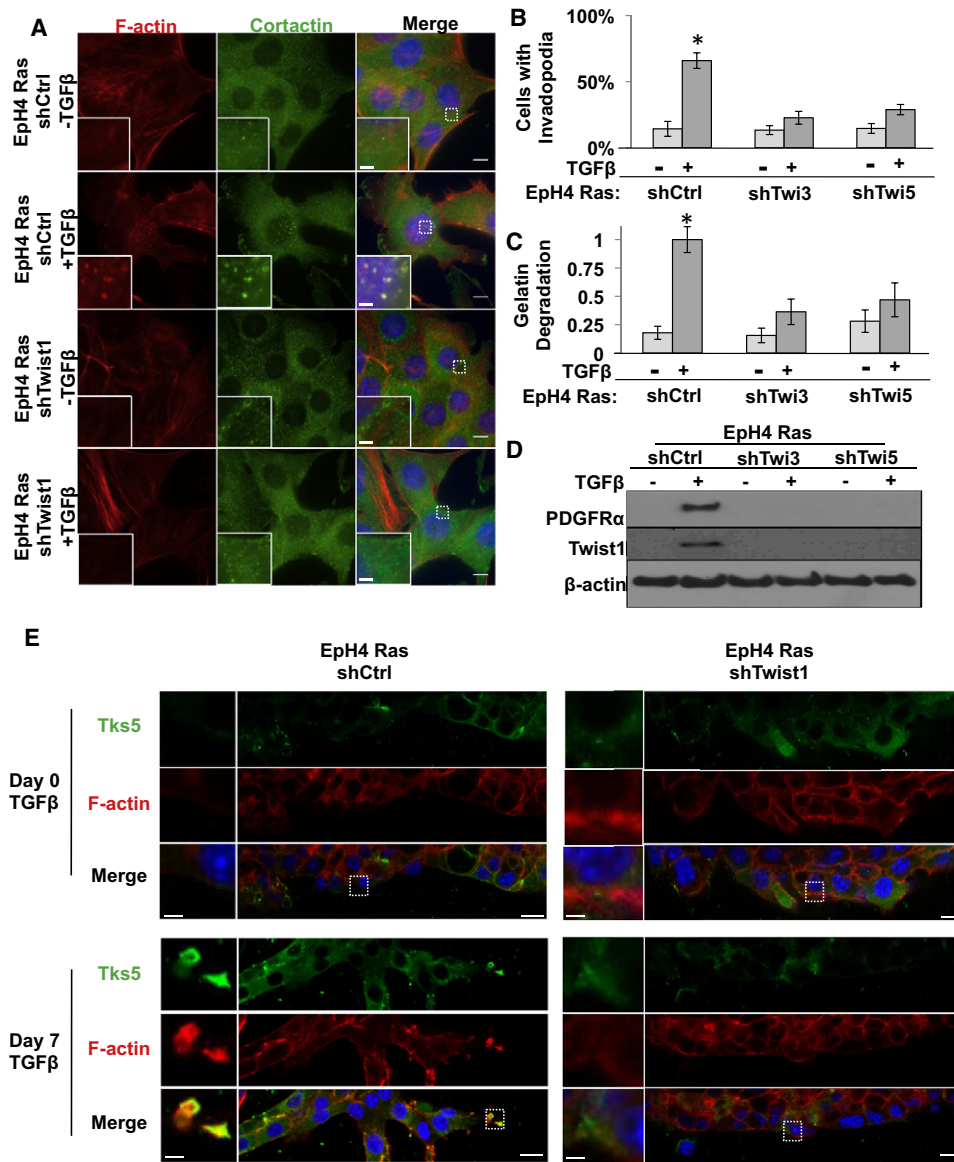 A
F-actin
Cortactin
Merge
EpH4 Ras
shCtrl
-TGFβ
EpH4 Ras
shCtrl
+TGFβ
EpH4 Ras
shTwist1
-TGFβ
EpH4 Ras
shTwist1
+TGFβ
B
Cells with
Invadopodia
100%
50%
0%
*
TGFβ - + - + - +
EpH4 Ras: shCtrl shTwi3 shTwi5
C
Gelatin
Degradation
1
0.75
0.5
0.25
0
*
TGFβ - + - + - +
EpH4 Ras: shCtrl shTwi3 shTwi5
D
EpH4 Ras
shCtrl shTwi3 shTwi5
TGFβ - + - + - +
PDGFRα
Twist1
β-actin
E
EpH4 Ras
shCtrl
EpH4 Ras
shTwist1
Day 0
TGFβ
Tks5
F-actin
Merge
Day 7
TGFβ
Tks5
F-actin
Merge